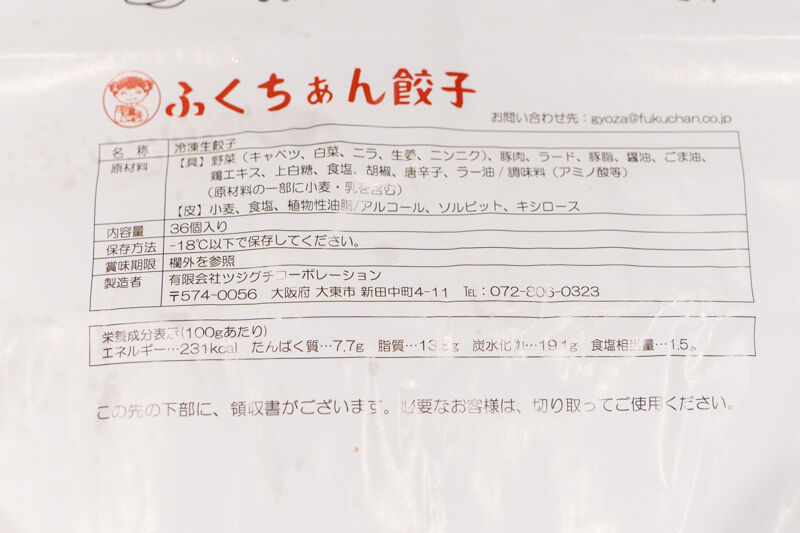 ふくちぁん餃子
お問い合わせ先：gyoza@fukuchan.co.jp
名　称　冷凍生餃子
原材料　【具】野菜（キャベツ、白菜、ニラ、生姜、ニンニク）、豚肉、ラード、豚脂、醤油、ごま油、
鶏エキス、上白糖、食塩、胡椒、唐辛子、ラー油 / 調味料（アミノ酸等）
（原材料の一部に小麦・乳を含む）
【皮】小麦、食塩、植物性油脂/アルコール、ソルビット、キシロース
内容量　36個入り
保存方法　-18℃以下で保存してください。
賞味期限　欄外を参照
製造者　有限会社ツジグチコーポレーション
〒574-0056　大阪府 大東市 新田中町4-11　TEL：072-806-0323
栄養成分表示(100gあたり)
エネルギー…231kcal　たんぱく質…7.7g　脂質…13.8g　炭水化物…19.1g　食塩相当量…1.5g
この先の下部に、領収書がございます。必要なお客様は、切り取ってご使用ください。